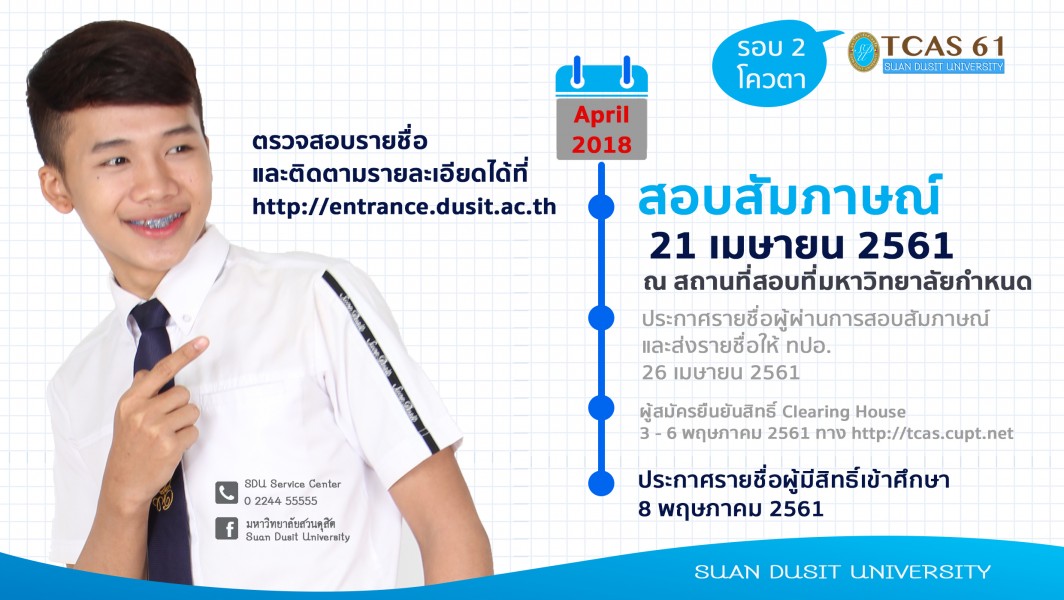 รอบ 2
โควตา
TCAS 61
SUAN DUSIT UNIVERSITY
April
2018
ตรวจสอบรายชื่อ
และติดตามรายละเอียดได้ที่
http://entrance.dusit.ac.th
สอบสัมภาษณ์
21 เมษายน 2561
ณ สถานที่สอบที่มหาวิทยาลัยกำหนด
ประกาศรายชื่อผู้ผ่านการสอบสัมภาษณ์
และส่งรายชื่อให้ ทปอ.
26 เมษายน 2561
ผู้สมัครยืนยันสิทธิ์ Clearing House
3 - 6 พฤษภาคม 2561 ทาง http://tcas.cupt.net
ประกาศรายชื่อผู้มีสิทธิ์เข้าศึกษา
8 พฤษภาคม 2561
SDU Service Center
0 2244 55555
มหาวิทยาลัยสวนดุสิต
Suan Dusit University
SUAN DUSIT UNIVERSITY